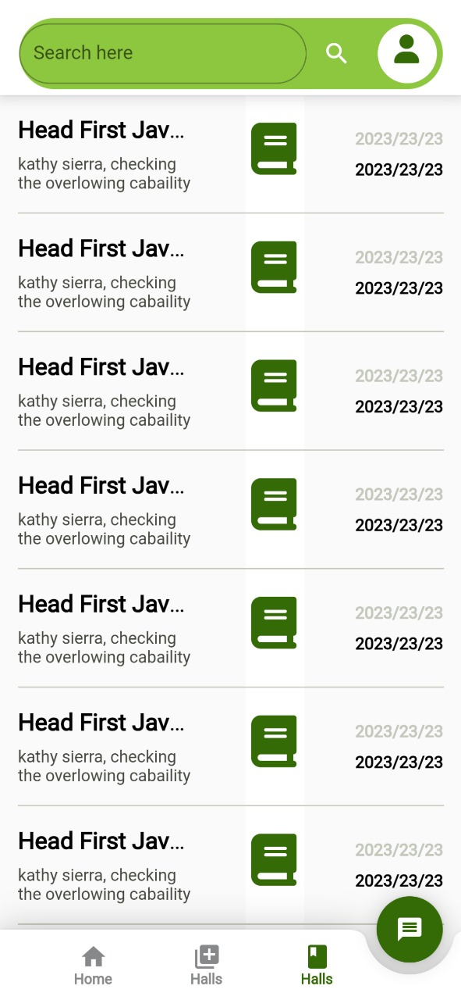 Search here
Head First Jav...
2023/23/23
kathy sierra, checking
2023/23/23
the overlowing cabaility
Head First Jav...
2023/23/23
kathy sierra, checking
2023/23/23
the overlowing cabaility
Head First Jav...
2023/23/23
kathy sierra, checking
2023/23/23
the overlowing cabaility
Head First Jav...
2023/23/23
kathy sierra, checking
2023/23/23
the overlowing cabaility
Head First Jav...
2023/23/23
kathy sierra, checking
2023/23/23
the overlowing cabaility
Head First Jav...
2023/23/23
kathy sierra, checking
2023/23/23
the overlowing cabaility
Head First Jav...
2023/23/23
kathy sierra, checking
2023/23/23
the overlowing cabaility
Home
Halls
Halls